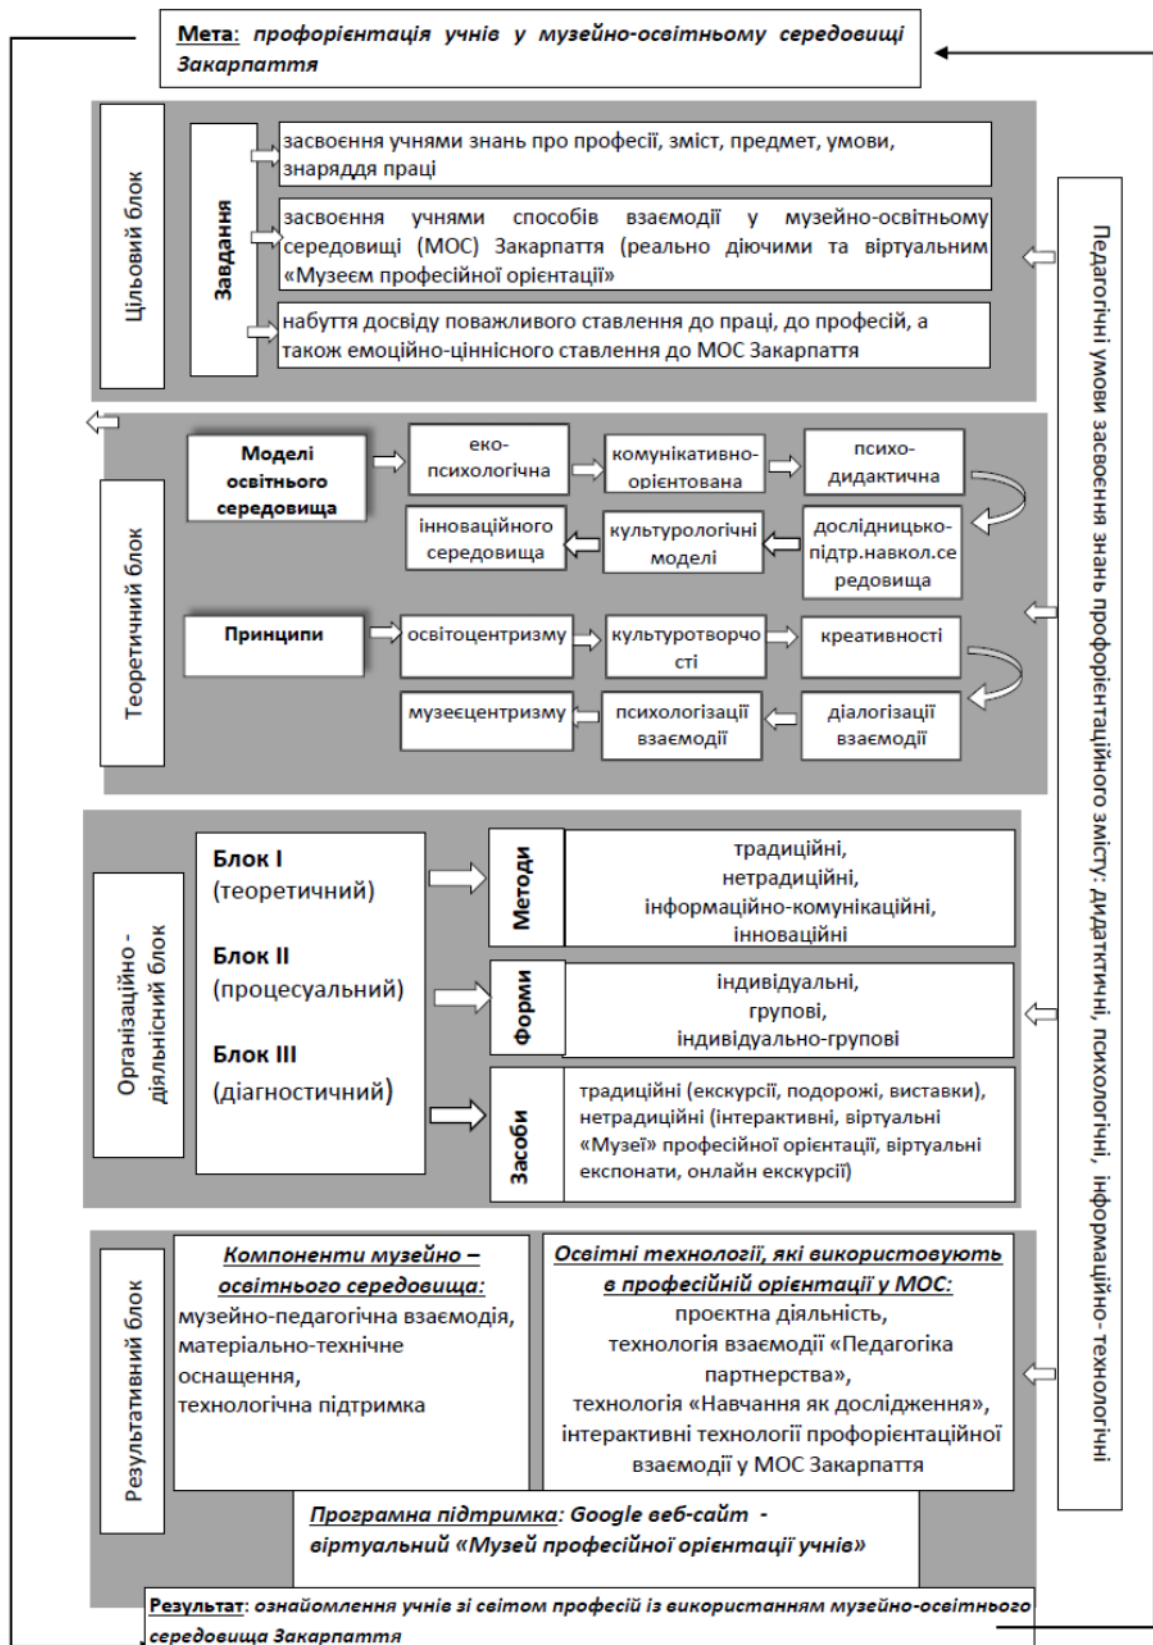 Мета: профорієнтація учнів у музейно-освітньому середовищі
Закарпаття
Цільовий блок
Завдання
засвоєння учнями знань про професії, зміст, предмет, умови,
знаряддя праці
засвоєння учнями способів взаємодії у музейно-освітньому
середовищі (МОС) Закарпаття (реально діючими та віртуальним
«Музеєм професійної орієнтації»
набуття досвіду поважливого ставлення до праці, до професій, а
також емоційно-ціннісного ставлення до МОС Закарпаття
Теоретичний блок
Моделі
освітнього
середовища
еко-
психологічна
комунікативно-
орієнтована
психо-
дидактична
інноваційного
середовища
культурологічні
моделі
дослідницько-
підтр.навкол.се
редовища
Принципи
освітоцентризму
культуротворчо
сті
креативності
музеєцентризму
психологізації
взаємодії
діалогізації
взаємодії
Організаційно -
діяльнісний блок
Блок I
(теоретичний)
Блок II
(процесуальний)
Блок III
(діагностичний)
Методи
традиційні,
нетрадиційні,
інформаційно-комунікаційні,
інноваційні
Форми
індивідуальні,
групові,
індивідуально-групові
Засоби
традиційні (екскурсії, подорожі, виставки),
нетрадиційні (інтерактивні, віртуальні
«Музеї» професійної орієнтації, віртуальні
експонати, онлайн екскурсії)
Результативний блок
Компоненти музейно –
освітнього середовища:
музейно-педагогічна взаємодія,
матеріально-технічне
оснащення,
технологічна підтримка
Освітні технології, які використовують
в професійній орієнтації у МОС:
проєктна діяльність,
технологія взаємодії «Педагогіка
партнерства»,
технологія «Навчання як дослідження»,
інтерактивні технології профорієнтаційної
взаємодії у МОС Закарпаття
Програмна підтримка: Google веб-сайт -
віртуальний «Музей професійної орієнтації учнів»
Результат: ознайомлення учнів зі світом професій із використанням музейно-освітнього
середовища Закарпаття
Педагогічні умови засвоєння знань профорієнтаційного змісту: дидатктичні, психологічні, інформаційно- технологічні